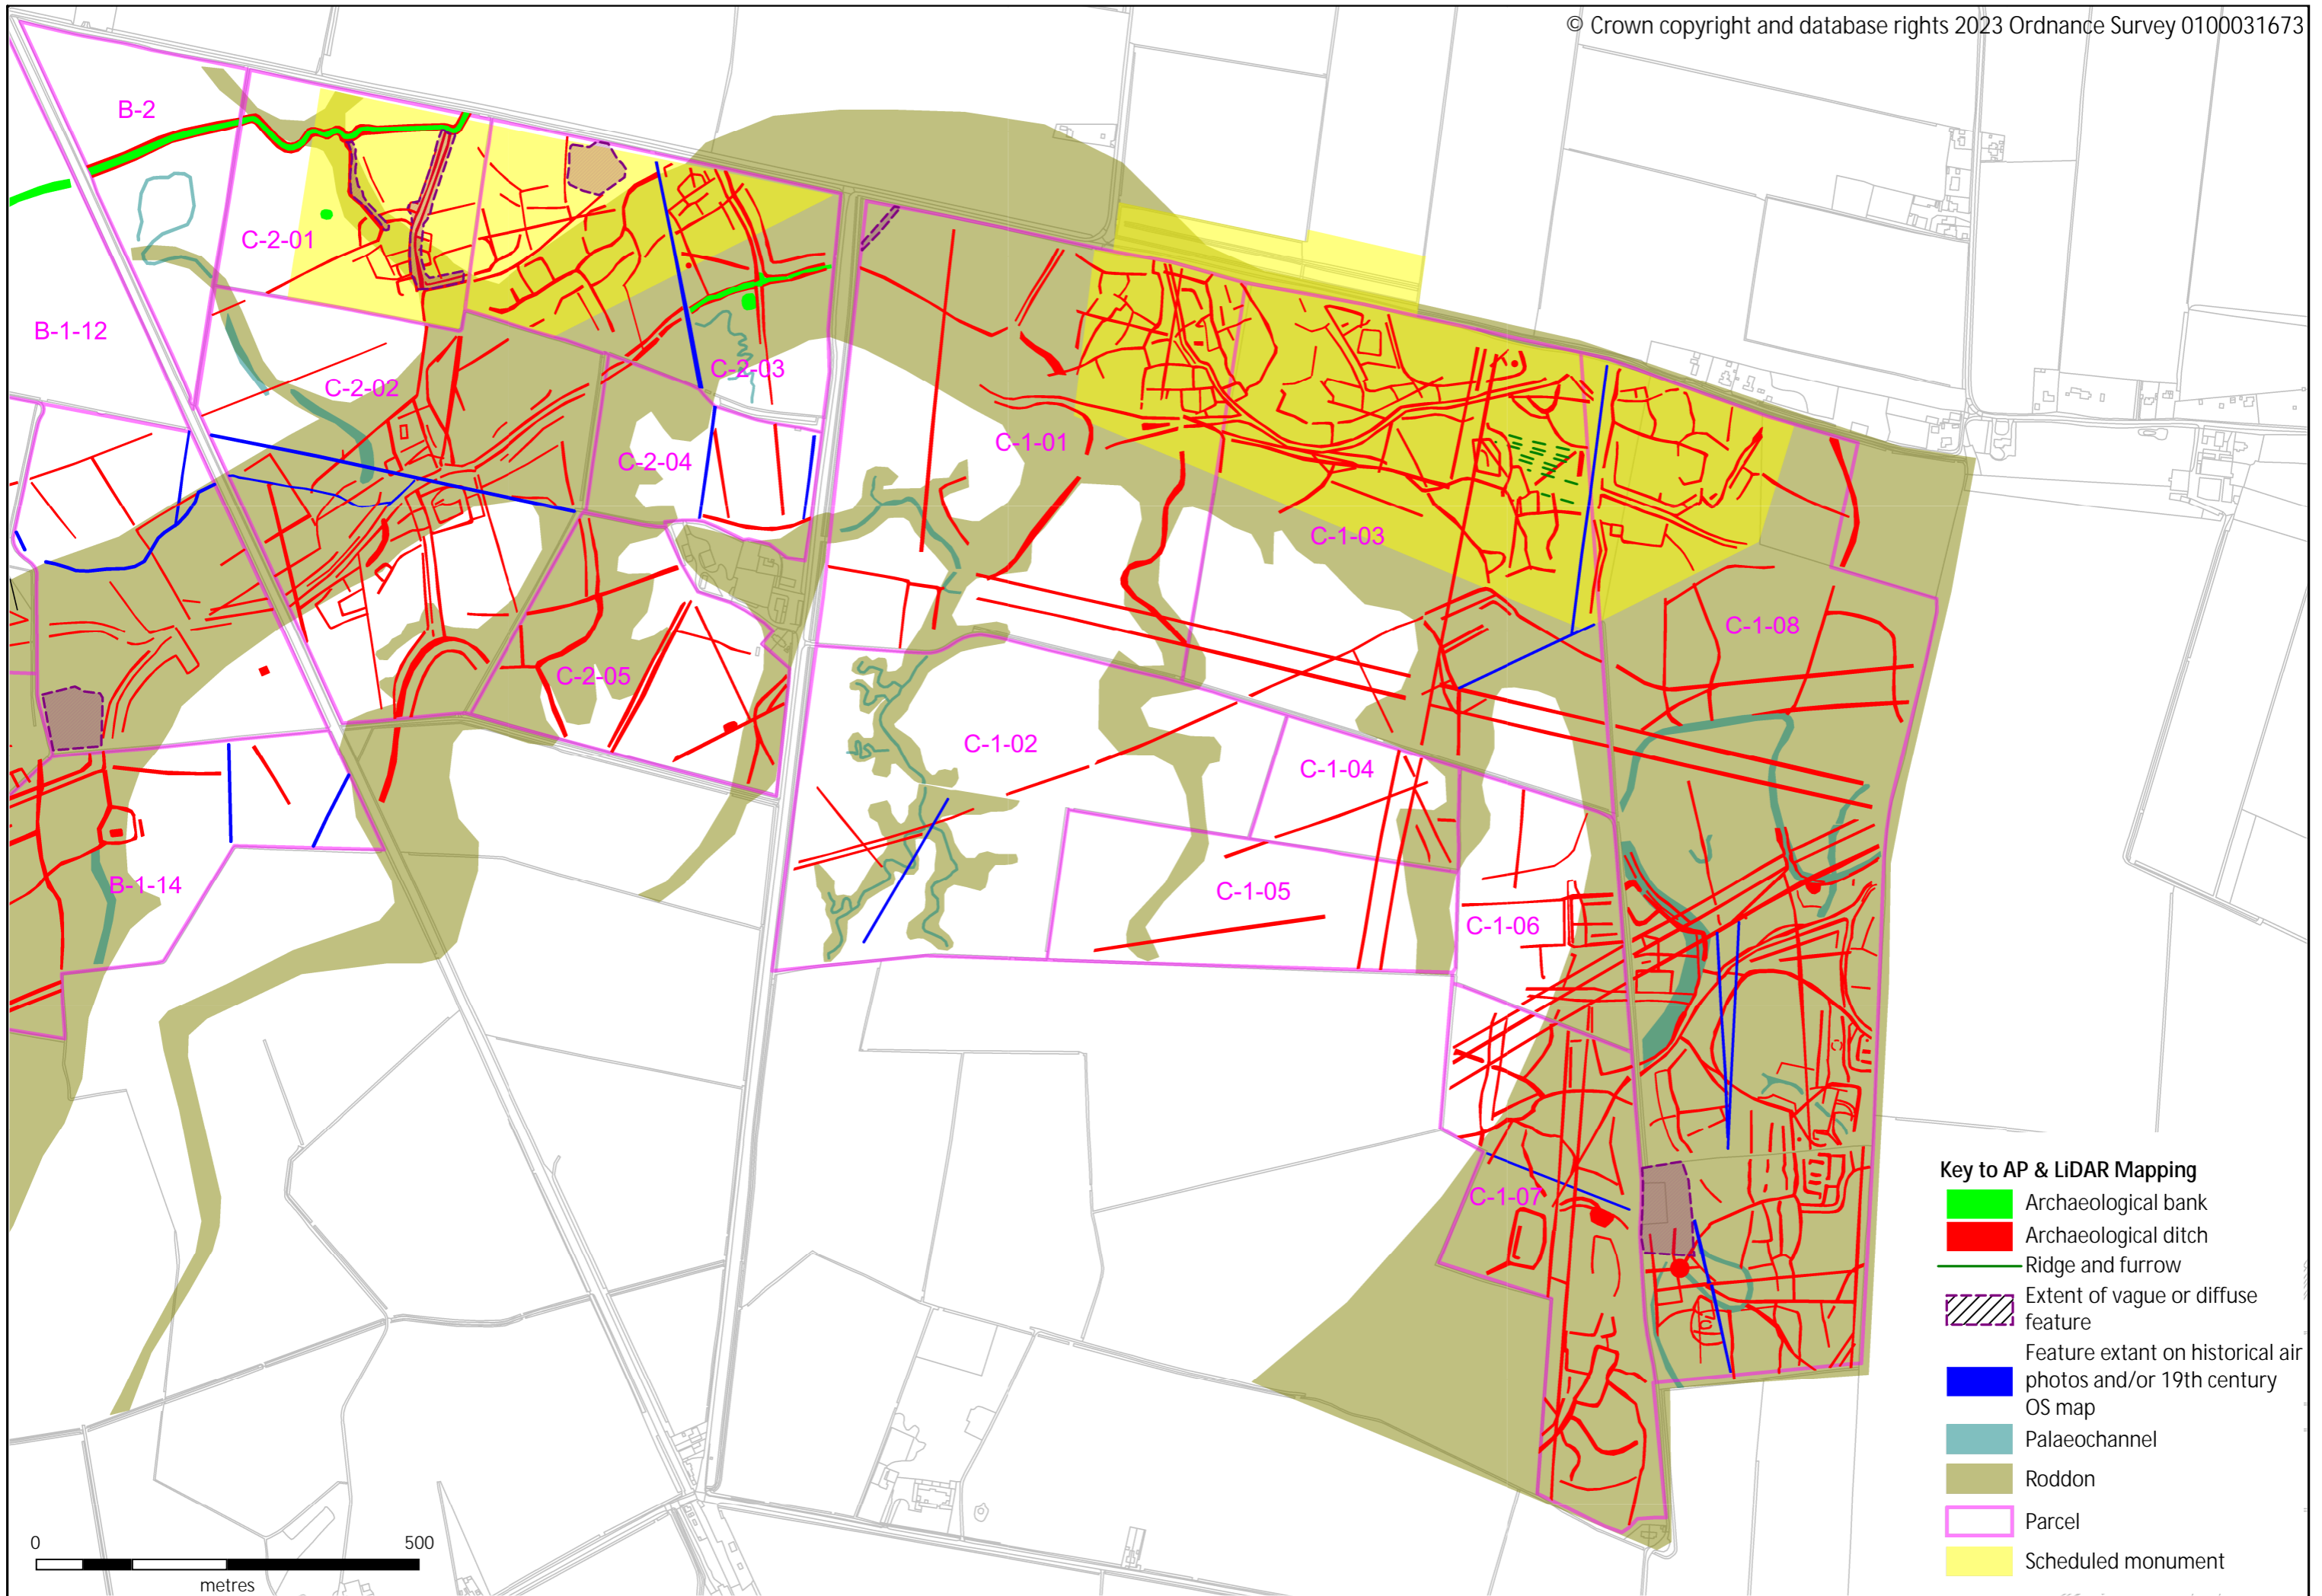 © Crown copyright and database rights 2023 Ordnance Survey 0100031673
B-2
C-2-01
B-1-12
C-2-02
C-2-03
C-2-04
C-1-01
C-1-03
C-1-08
C-2-05
C-1-02
C-1-04
B-1-14
C-1-05
C-1-06
C-1-07
Key to AP & LiDAR Mapping
Archaeological bank
Archaeological ditch
Ridge and furrow
Extent of vague or diffuse
feature
Feature extant on historical air
photos and/or 19th century
OS map
Palaeochannel
Roddon
Parcel
Scheduled monument
0 500
metres